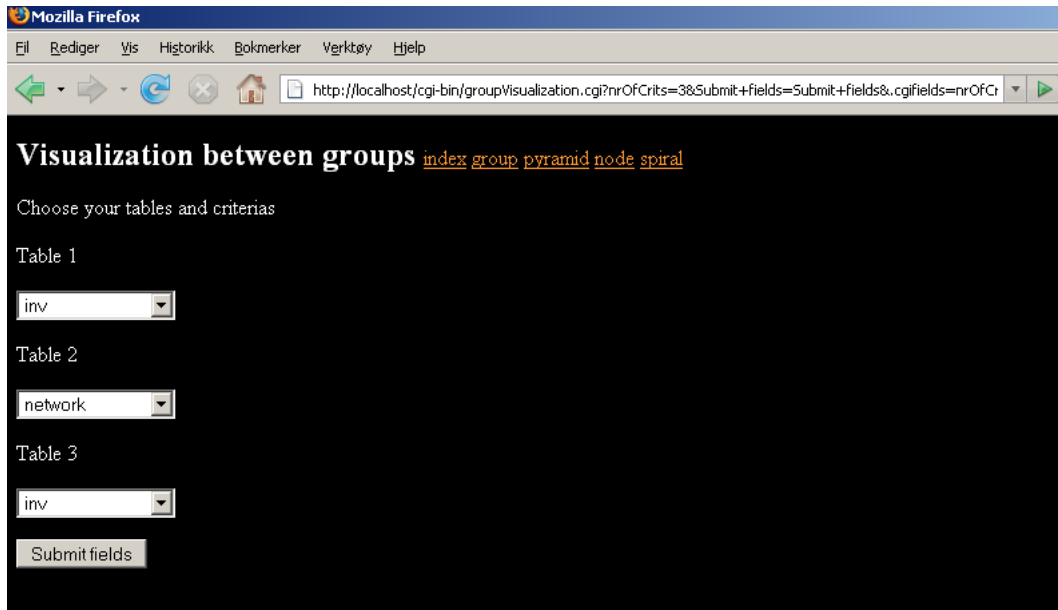 Mozilla Firefox
Fil Rediger Vis Historikk Bokmerker Verktøy Hjelp
http://localhost/cgi-bin/groupVisualization.cgi?nrOfCrits=3&Submit+fields=Submit+fields&.cgifields=nrOfCr
Visualization between groups index group pyramid node spiral
Choose your tables and criterias
Table 1
inv
Table 2
network
Table 3
inv
Submit fields